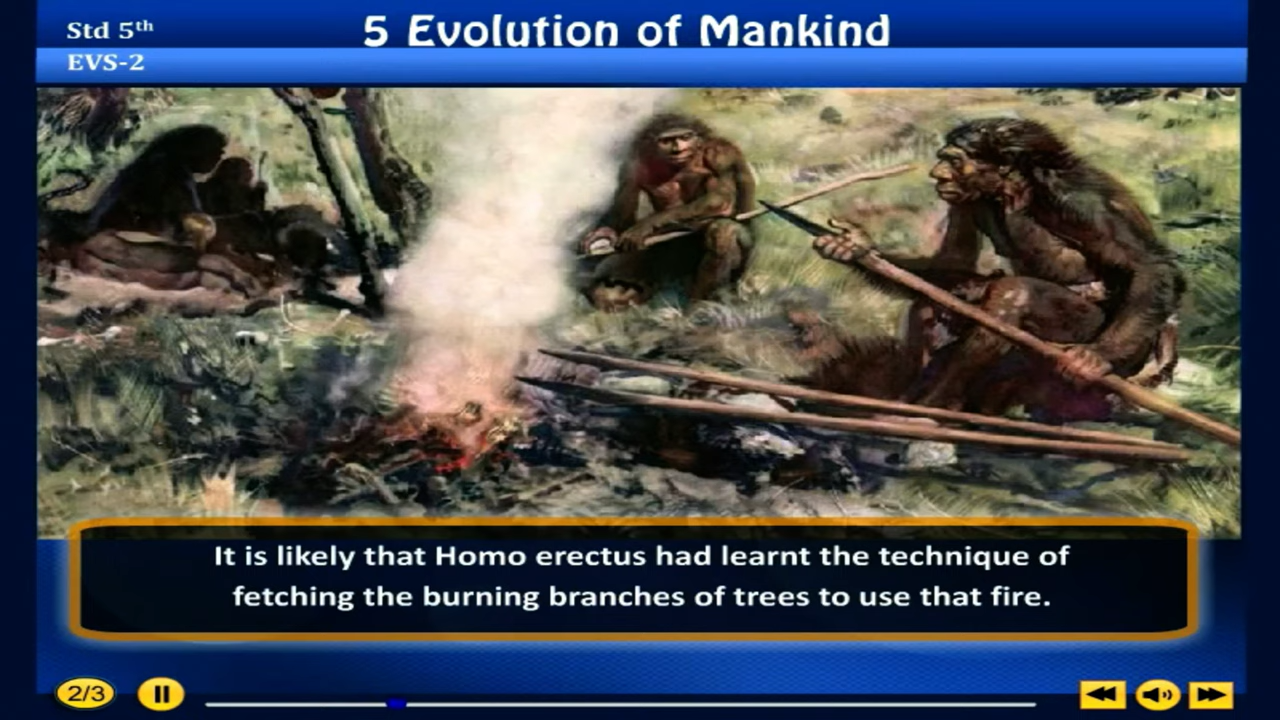 Std 5th
5 Evolution of Mankind
EVS-2
It is likely that Homo erectus had learnt the technique of
fetching the burning branches of trees to use that fire.
2/3